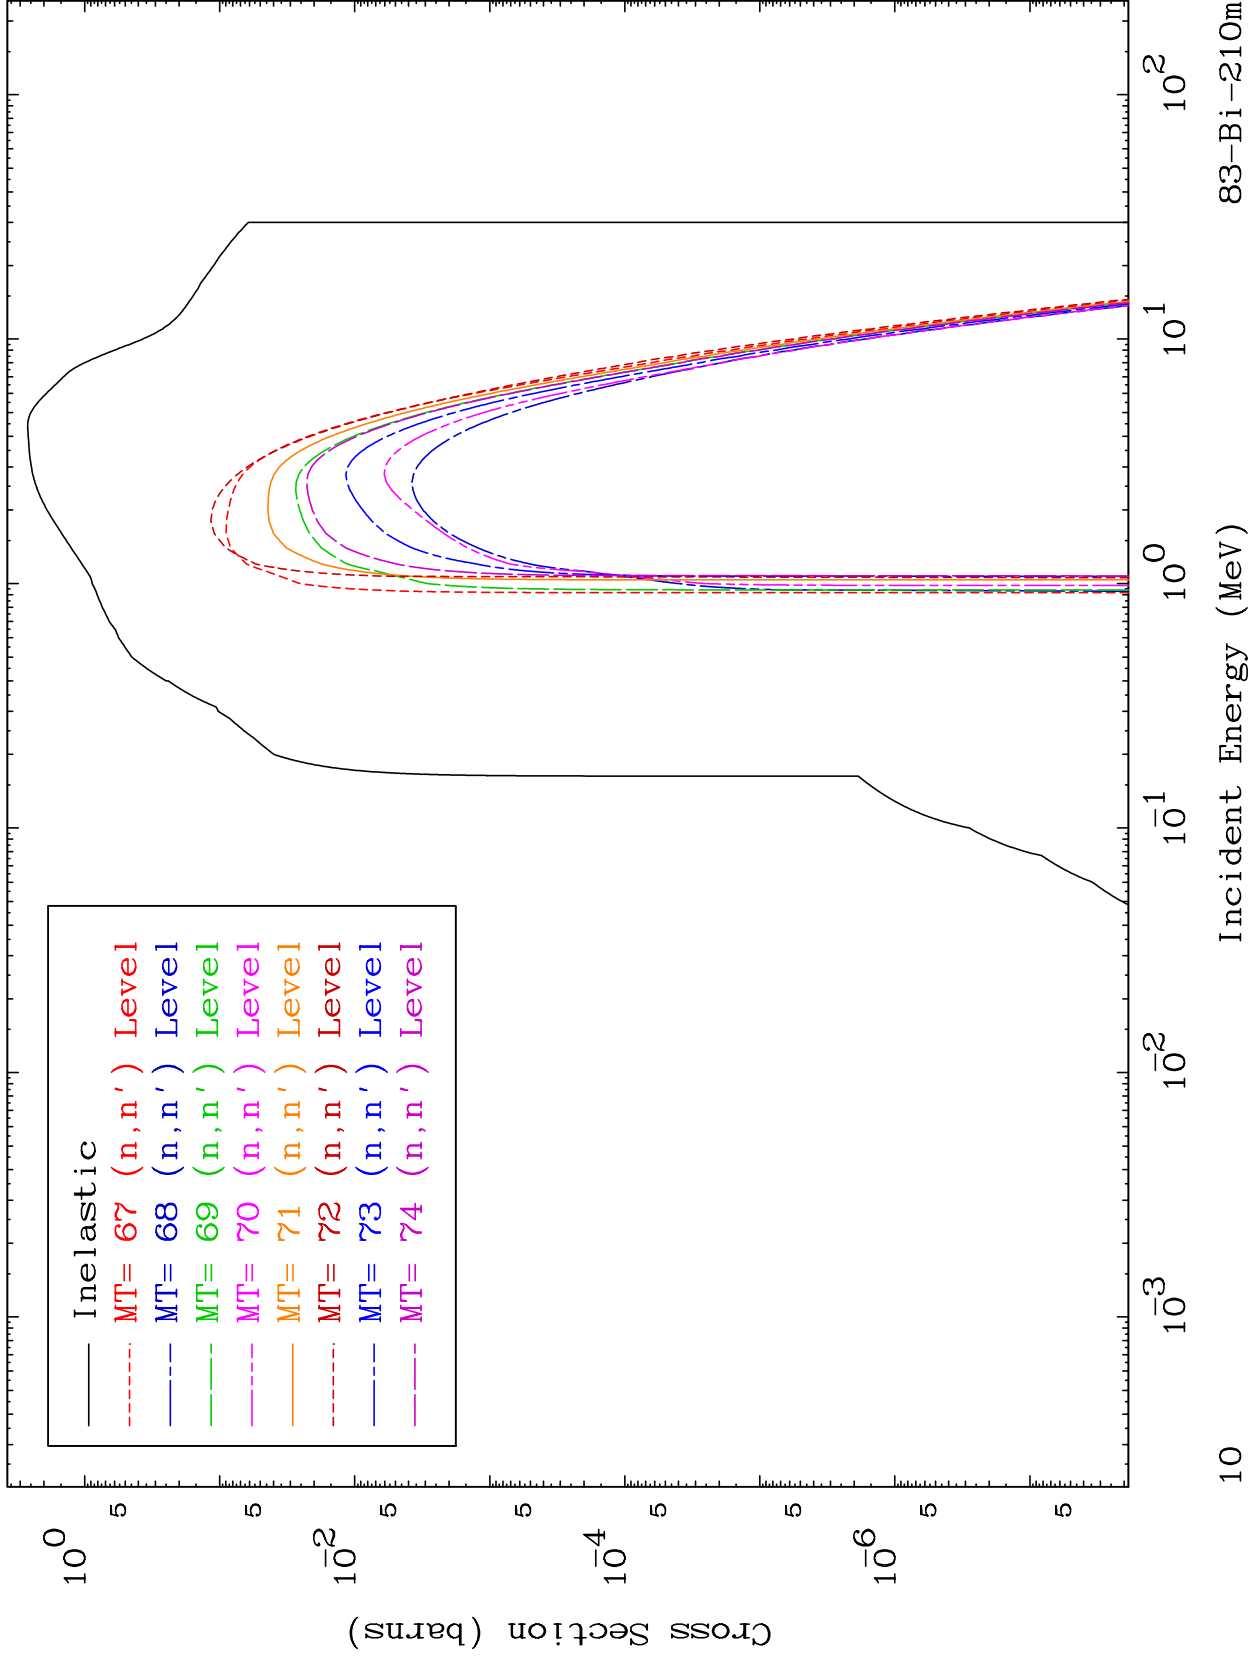 Inelastic
MT= 67 (n,n') Level
MT= 68 (n,n') Level
MT= 69 (n,n') Level
MT= 70 (n,n') Level
MT= 71 (n,n') Level
MT= 72 (n,n') Level
MT= 73 (n,n') Level
MT= 74 (n,n') Level
Cross Section (barns)
10^0
5
5
10^-2
5
10^-4
5
5
10^-6
5
5
10^-3
10^-2
10^-1
10^0
10^1
10^2
Incident Energy (MeV)
10
83-Bi-210m